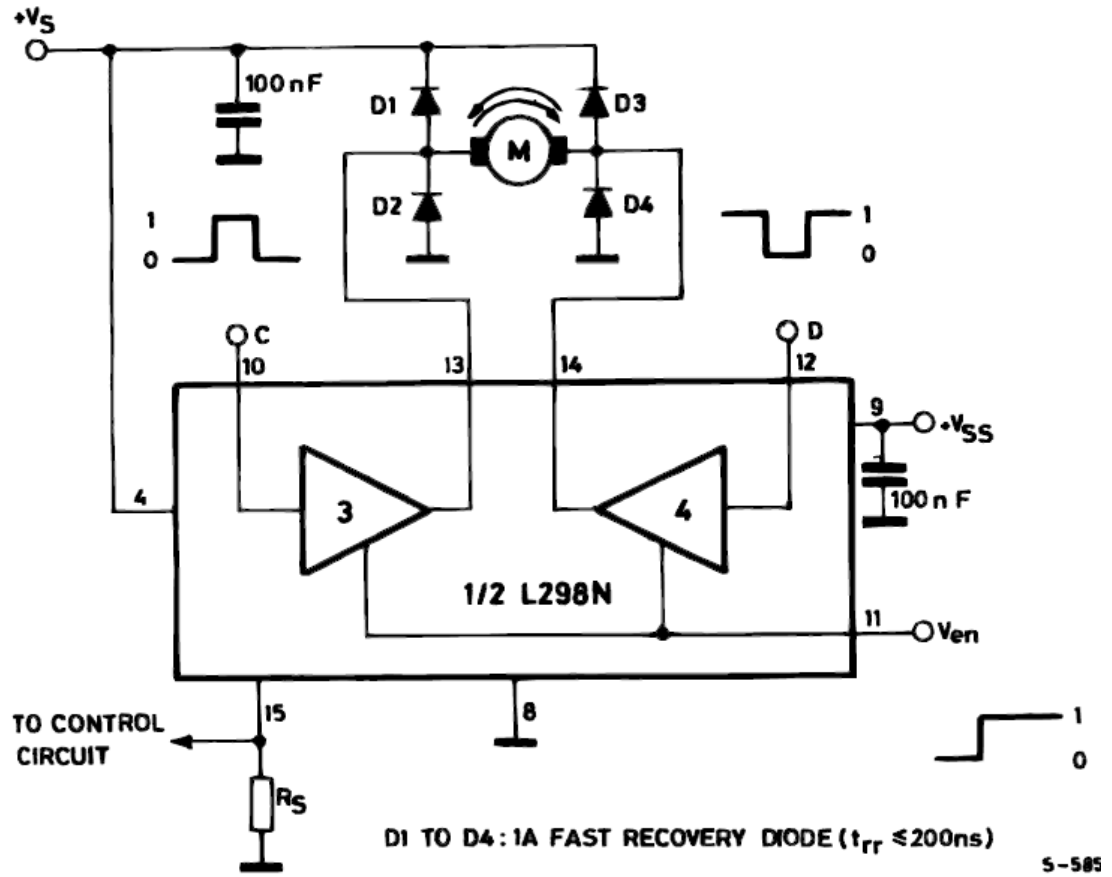 +VS
100nF
D1
D3
M
D2
D4
1
0
1
0
C
D
10
13
14
12
9
+VSS
4
3
4
100nF
1/2 L298N
11
Ven
15
8
TO CONTROL
CIRCUIT
1
0
RS
D1 TO D4: 1A FAST RECOVERY DIODE (trr ≤200ns)
S-585